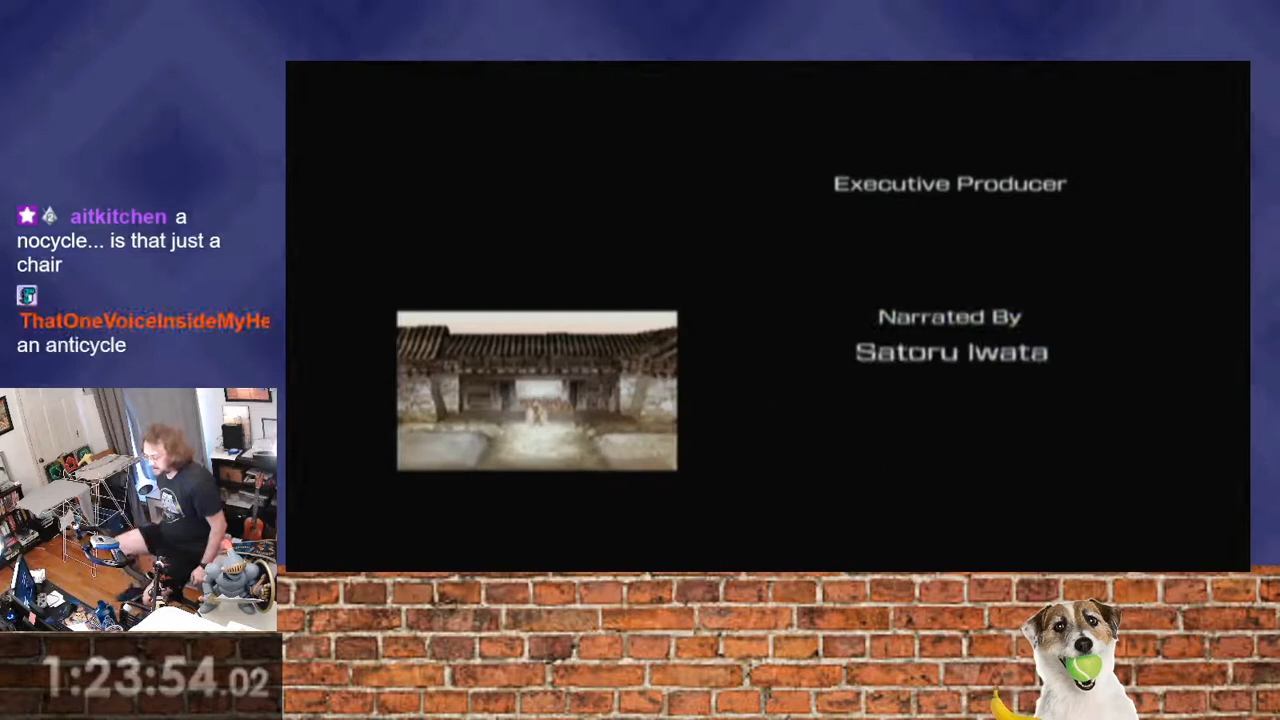 Executive Producer
Narrated By
Satoru Iwata
aitkitchen a
nocycle... is that just a
chair
ThatOneVoiceInsideMyHe
an anticycle
1:23:54.02